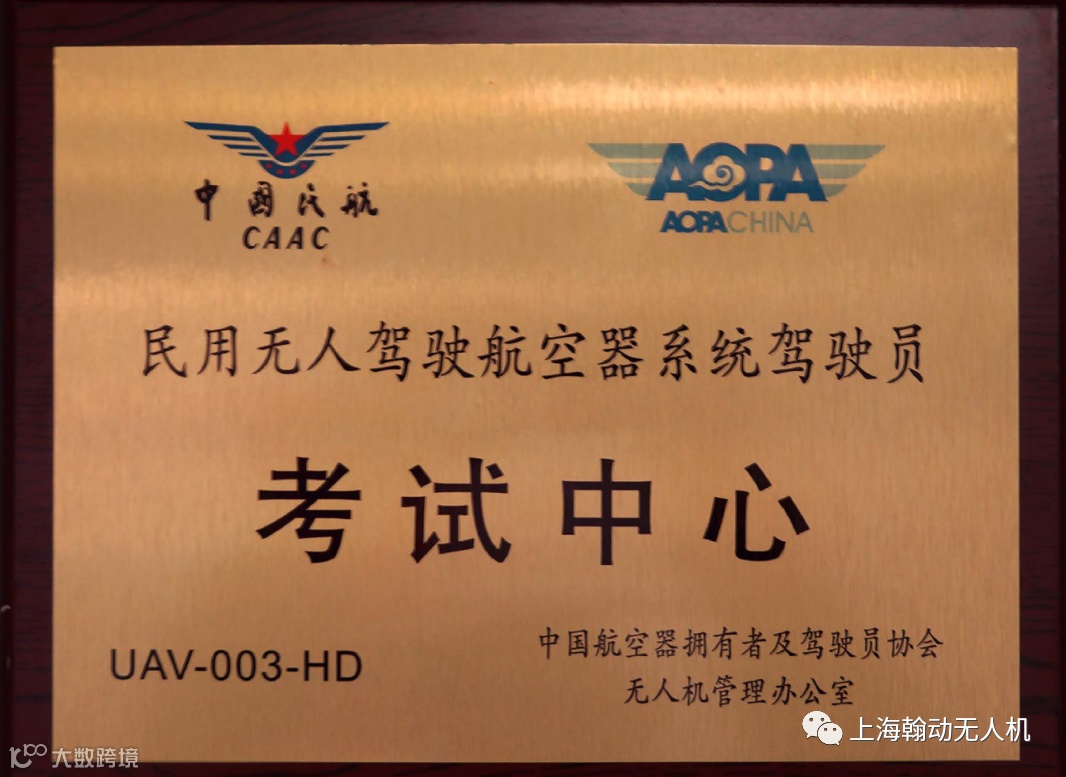 中国民航
CAAC
AOPA
AOPA CHINA
民用无人驾驶航空器系统驾驶员
考试中心
UAV-003-HD
中国航空器拥有者及驾驶员协会
无人机管理办公室
上海翰动无人机
大数跨境